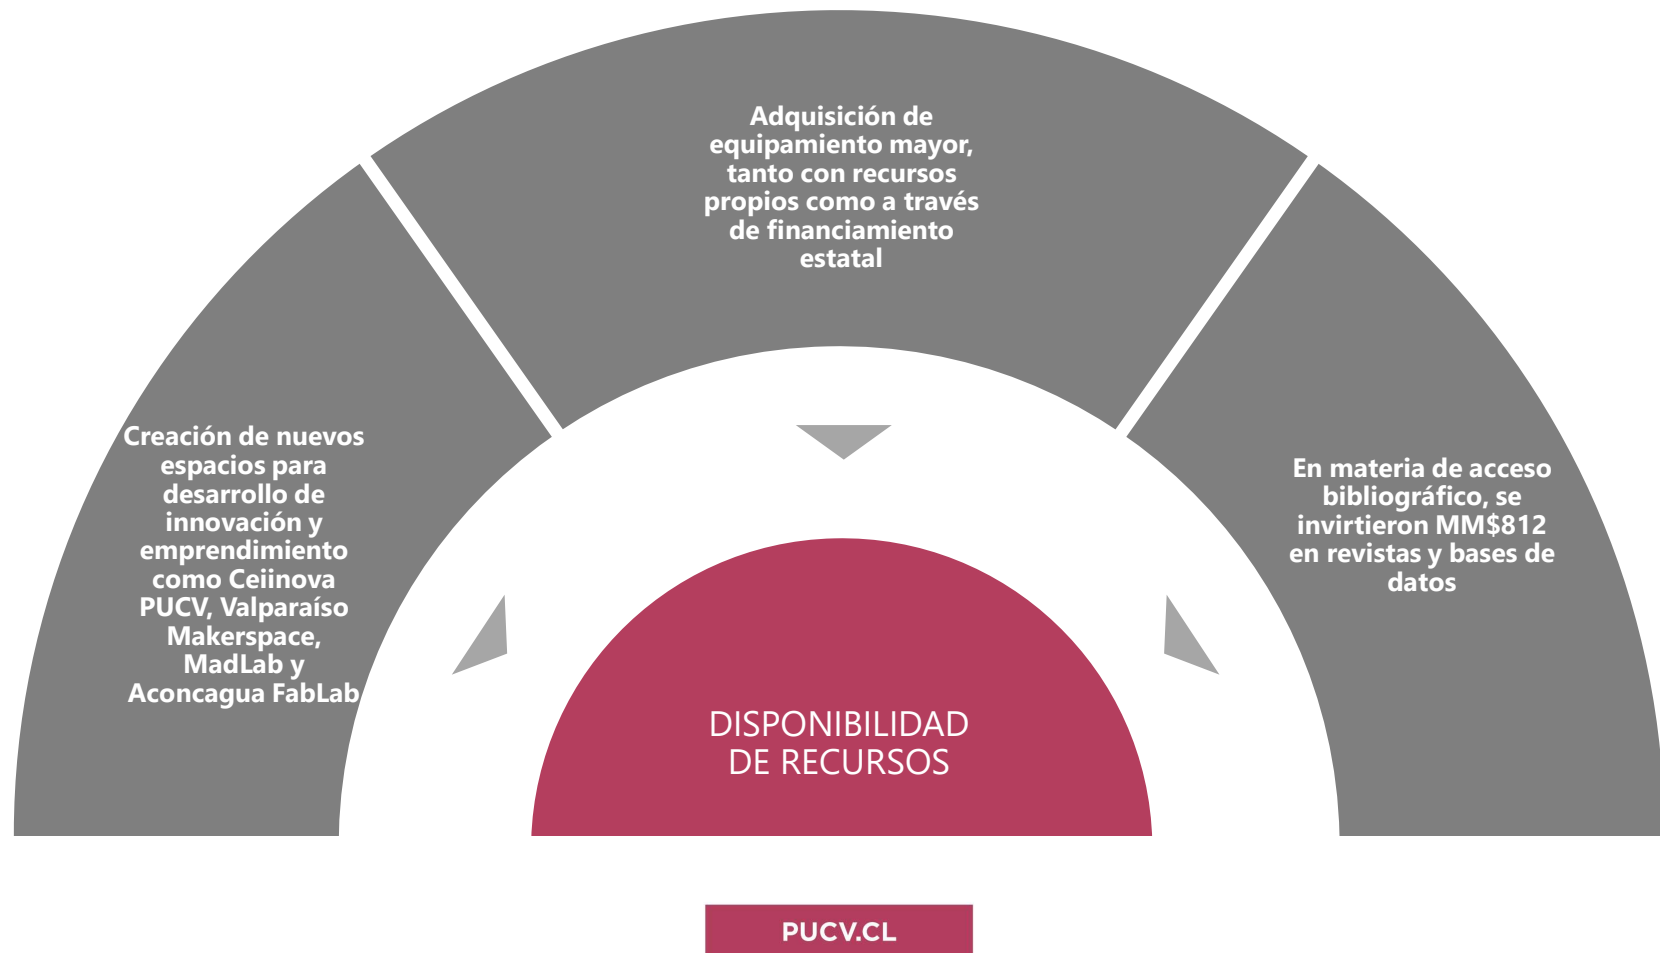 Adquisición de
equipamiento mayor,
tanto con recursos
propios como a través
de financiamiento
estatal
Creación de nuevos
espacios para
desarrollo de
innovación y
emprendimiento
como Ceiinova
PUCV, Valparaíso
Makerspace,
MadLab y
Aconcagua FabLab
En materia de acceso
bibliográfico, se
invirtieron MM$812
en revistas y bases de
datos
DISPONIBILIDAD
DE RECURSOS
PUCV.CL